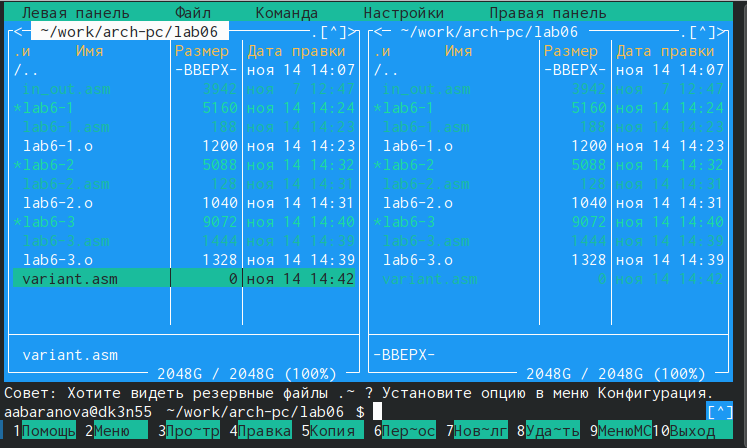 Левая панель Файл Команда Настройки Правая панель
<— ~/work/arch-pc/lab06 .[^]> <— ~/work/arch-pc/lab06 .[^]>
.и Имя Размер Дата правки .и Имя Размер Дата правки
/.. -ВВЕРХ- ноя 14 14:07 /.. -ВВЕРХ- ноя 14 14:07
in_out.asm 3942 ноя 7 12:47 in_out.asm 3942 ноя 7 12:47
*lab6-1 5160 ноя 14 14:24 *lab6-1 5160 ноя 14 14:24
lab6-1.asm 188 ноя 14 14:23 lab6-1.asm 188 ноя 14 14:23
lab6-1.o 1200 ноя 14 14:23 lab6-1.o 1200 ноя 14 14:23
*lab6-2 5088 ноя 14 14:32 *lab6-2 5088 ноя 14 14:32
lab6-2.asm 128 ноя 14 14:31 lab6-2.asm 128 ноя 14 14:31
lab6-2.o 1040 ноя 14 14:31 lab6-2.o 1040 ноя 14 14:31
*lab6-3 9072 ноя 14 14:40 *lab6-3 9072 ноя 14 14:40
lab6-3.asm 1444 ноя 14 14:39 lab6-3.asm 1444 ноя 14 14:39
lab6-3.o 1328 ноя 14 14:39 lab6-3.o 1328 ноя 14 14:39
variant.asm 0 ноя 14 14:42 variant.asm 0 ноя 14 14:42
variant.asm -ВВЕРХ-
2048G / 2048G (100%) 2048G / 2048G (100%)
Совет: Хотите видеть резервные файлы .~ ? Установите опцию в меню Конфигурация.
aabaranova@dk3n55 ~/work/arch-pc/lab06 $ [^]
1Помощь 2Меню 3Про~тр 4Правка 5Копия 6Пер~ос 7Нов~лг 8Уда~ть 9МенюMC 10Выход